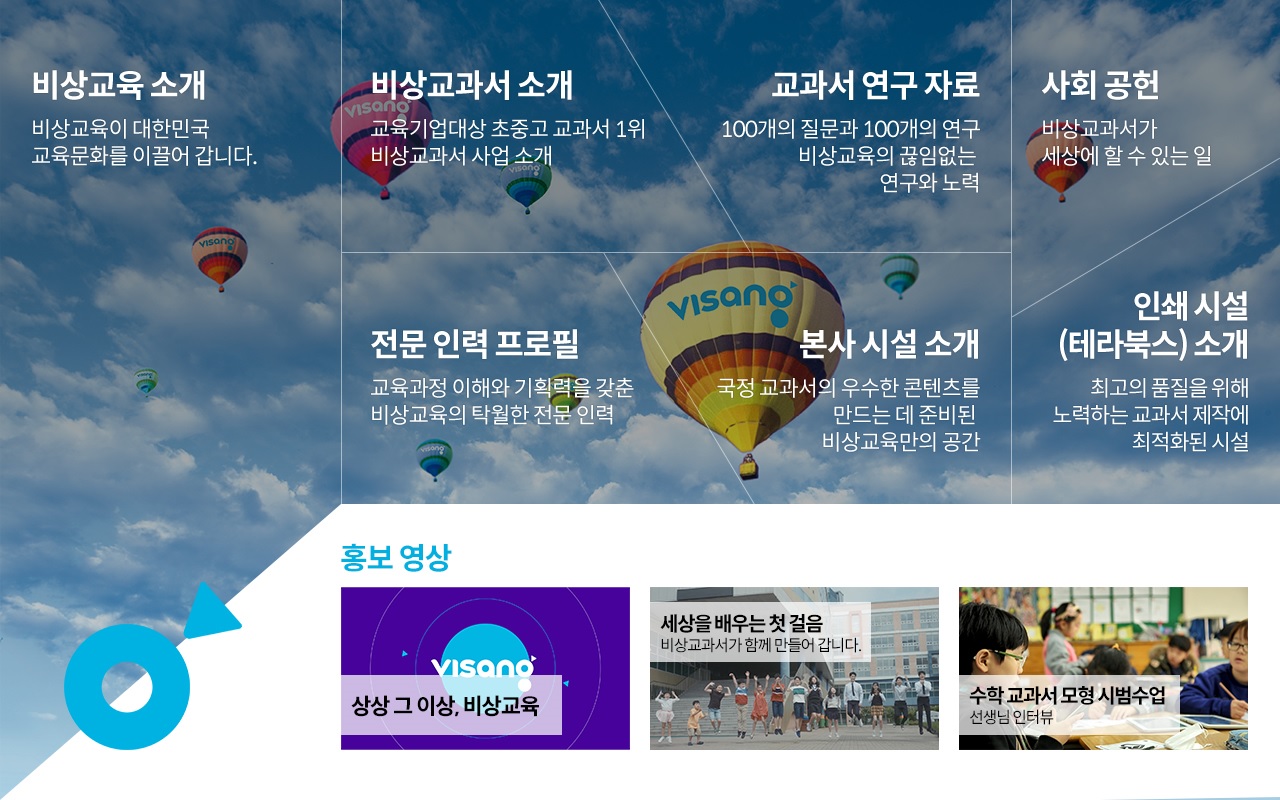 비상교육 소개
비상교육이 대한민국
교육문화를 이끌어 갑니다.
visang
비상교과서 소개
교육기업대상 초중고 교과서 1위
비상교과서 사업 소개
visang
visang
교과서 연구 자료
100개의 질문과 100개의 연구
비상교육의 끊임없는
연구와 노력
사회 공헌
비상교과서가
세상에 할 수 있는 일
전문 인력 프로필
교육과정 이해와 기획력을 갖춘
비상교육의 탁월한 전문 인력
visang
본사 시설 소개
국정 교과서의 우수한 콘텐츠를
만드는 데 준비된
비상교육만의 공간
인쇄 시설
(테라북스) 소개
최고의 품질을 위해
노력하는 교과서 제작에
최적화된 시설
홍보 영상
visang
상상 그 이상, 비상교육
세상을 배우는 첫 걸음
비상교과서가 함께 만들어 갑니다.
수학 교과서 모형 시범수업
선생님 인터뷰